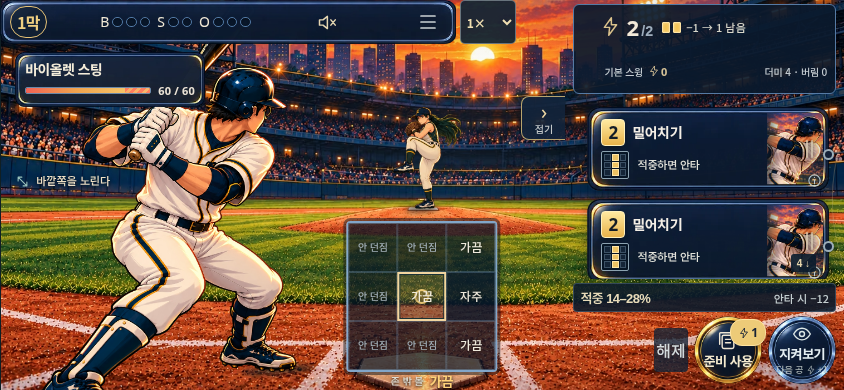 1막
B S O
1×
2/2 −1 → 1 남음
기본 스윙 0
더미 4 · 버림 0
바이올렛 스팅
60 / 60
접기
바깥쪽을 노린다
2 밀어치기
적중하면 안타
2 밀어치기
적중하면 안타
4 ↓
안 던짐 안 던짐 가끔
안 던짐 가끔 자주
안 던짐 안 던짐 가끔
존 밖 볼 가끔
적중 14–28%
안타 시 −12
해제
1
준비 사용
지켜보기